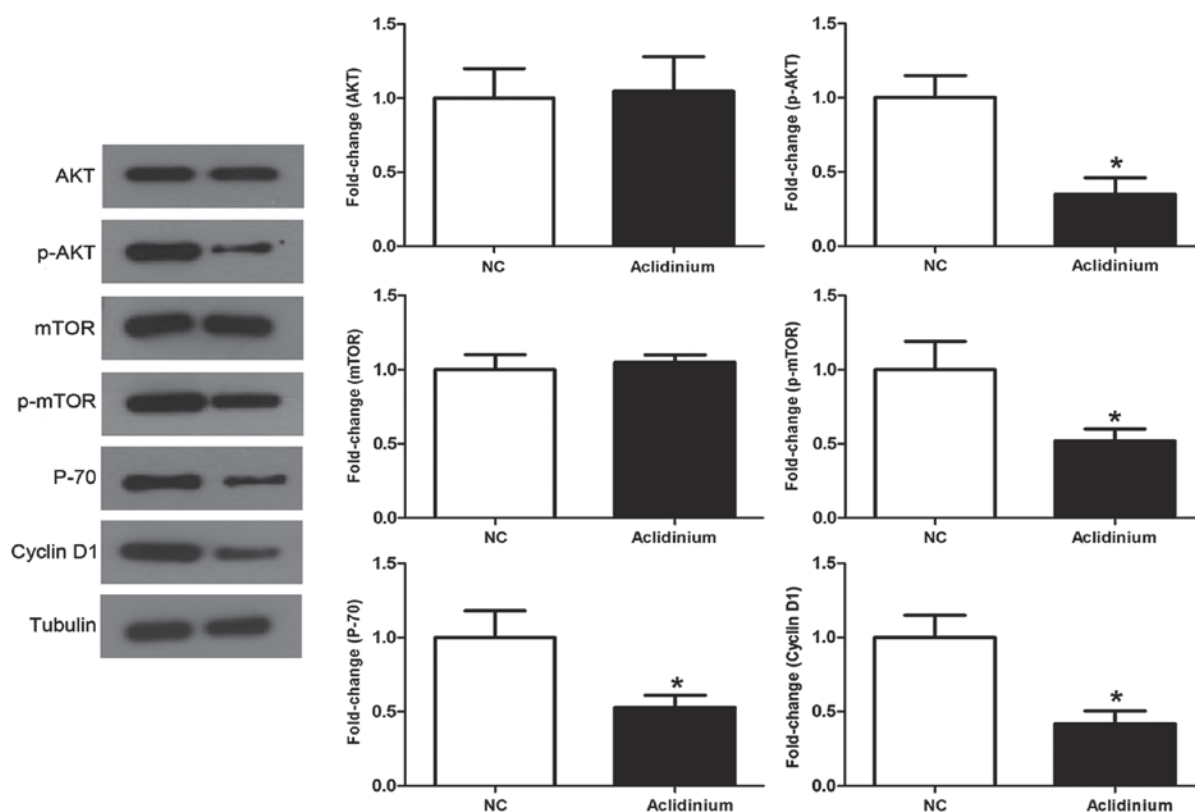 AKT
p-AKT
mTOR
p-mTOR
P-70
Cyclin D1
Tubulin
Fold-change (AKT)
1.5
1.0
0.5
0.0
NC
Aclidinium
Fold-change (p-AKT)
1.5
1.0
0.5
0.0
*
NC
Aclidinium
Fold-change (mTOR)
1.5
1.0
0.5
0.0
NC
Aclidinium
Fold-change (p-mTOR)
1.5
1.0
0.5
0.0
*
NC
Aclidinium
Fold-change (P-70)
1.5
1.0
0.5
0.0
*
NC
Aclidinium
Fold-change (Cyclin D1)
1.5
1.0
0.5
0.0
*
NC
Aclidinium